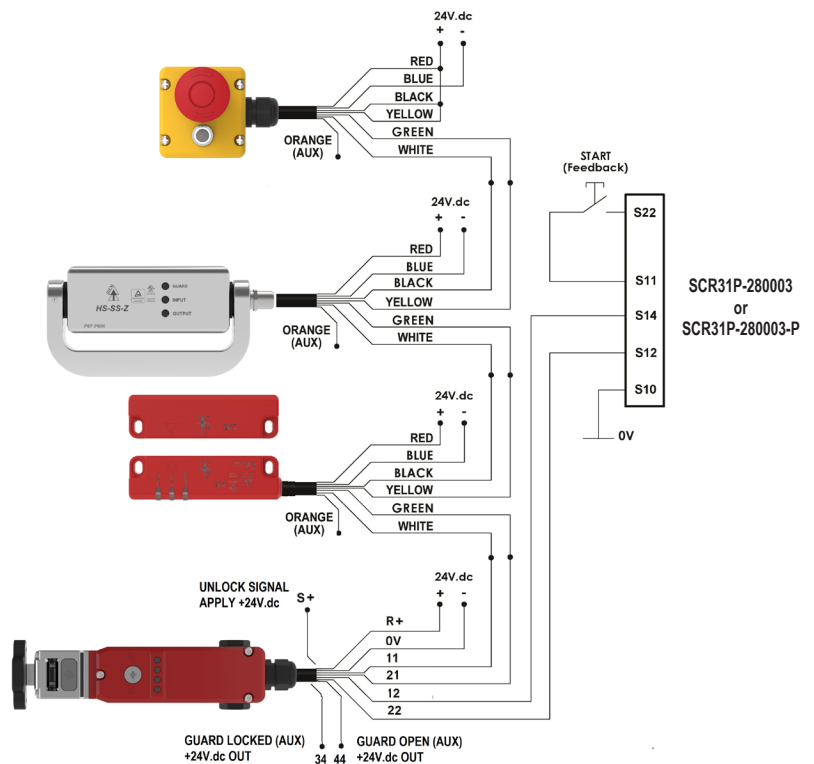 24V.dc
+ -
RED
BLUE
BLACK
YELLOW
GREEN
WHITE
ORANGE
(AUX)
START
(Feedback)
S22
S11
S14
S12
S10
0V
SCR31P-280003
or
SCR31P-280003-P
24V.dc
+ -
RED
BLUE
BLACK
YELLOW
GREEN
WHITE
ORANGE
(AUX)
HS-SS-Z
GUARD
INPUT
OUTPUT
24V.dc
+ -
RED
BLUE
BLACK
YELLOW
GREEN
WHITE
ORANGE
(AUX)
UNLOCK SIGNAL
APPLY +24V.dc
S+
24V.dc
+ -
R+
0V
11
21
12
22
GUARD LOCKED (AUX)
+24V.dc OUT
34 44
GUARD OPEN (AUX)
+24V.dc OUT